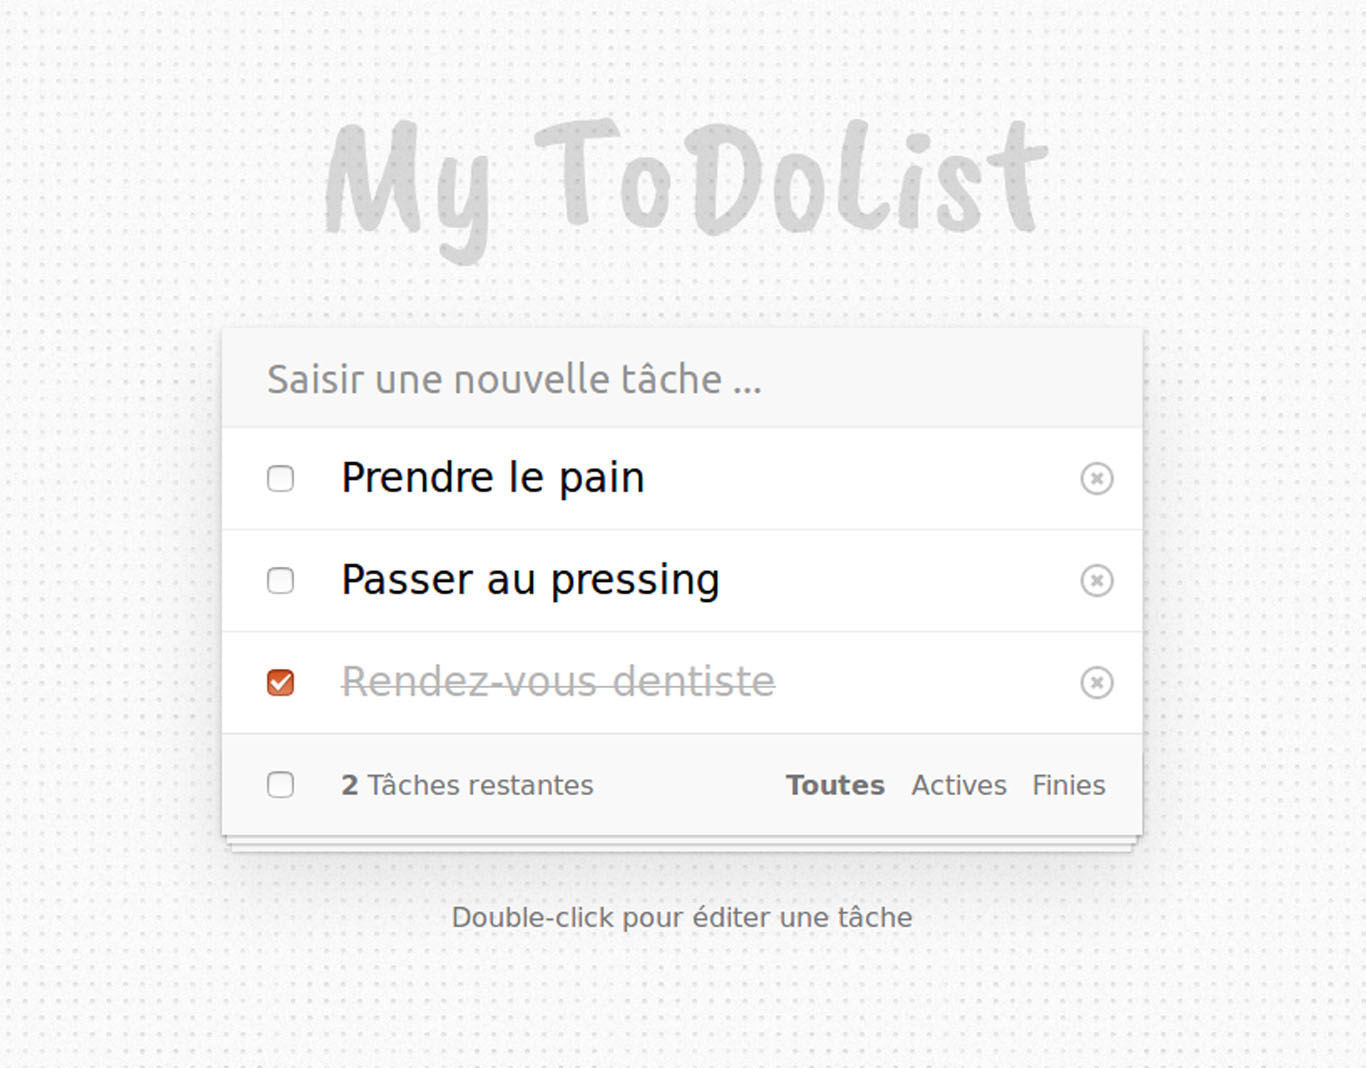 My ToDoList
Saisir une nouvelle tâche ...
Prendre le pain
Passer au pressing
Rendez-vous dentiste
2 Tâches restantes Toutes Actives Finies
Double-click pour éditer une tâche